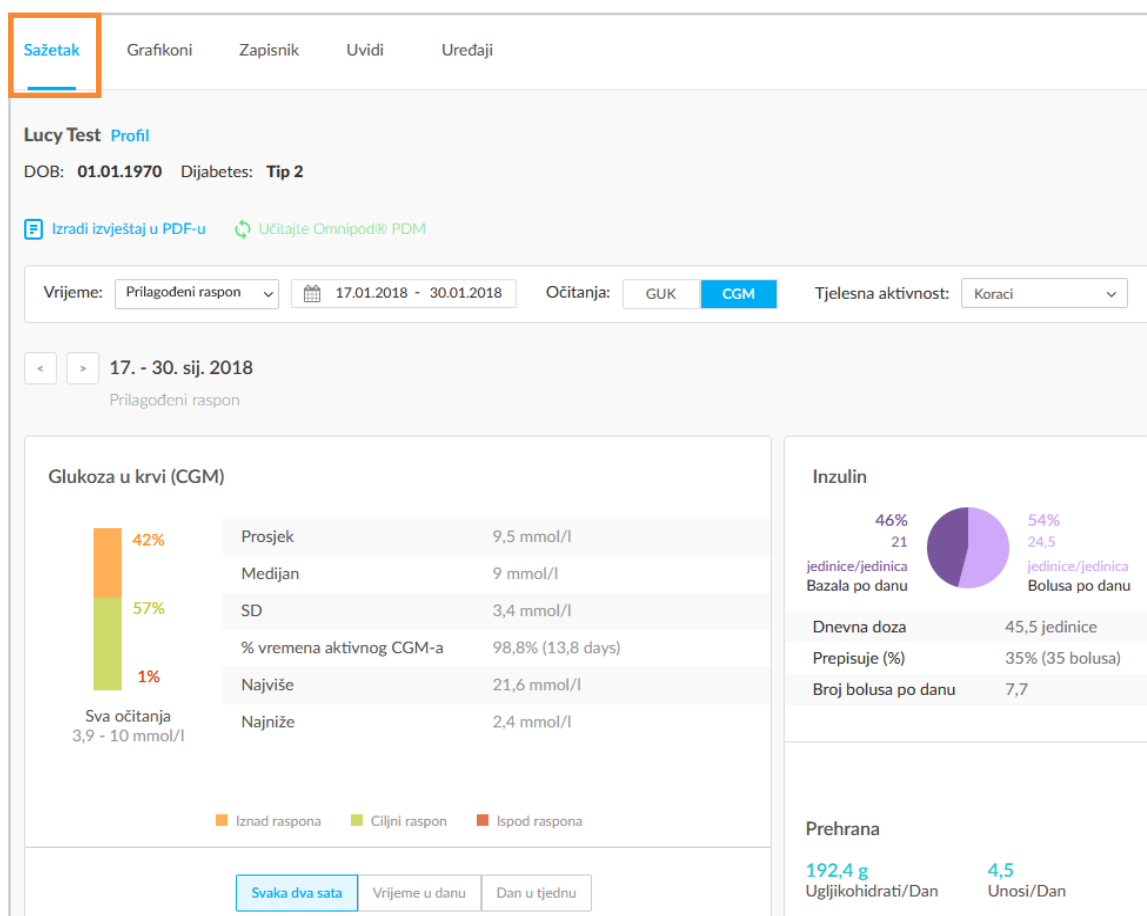 Sažetak Grafikoni Zapisnik Uvidi Uređaji
Lucy Test Profil
DOB: 01.01.1970 Dijabetes: Tip 2
Izradi izvještaj u PDF-u Učitajte Omnipod® PDM
Vrijeme: Prilagođeni raspon 17.01.2018 - 30.01.2018 Očitanja: GUK CGM Tjelesna aktivnost: Koraci
< > 17. - 30. sij. 2018
Prilagođeni raspon
Glukoza u krvi (CGM)
42%
57%
1%
Sva očitanja
3,9 - 10 mmol/l
Prosjek 9,5 mmol/l
Medijan 9 mmol/l
SD 3,4 mmol/l
% vremena aktivnog CGM-a 98,8% (13,8 days)
Najviše 21,6 mmol/l
Najniže 2,4 mmol/l
Iznad raspona Ciljni raspon Ispod raspona
Svaka dva sata Vrijeme u danu Dan u tjednu
Inzulin
46%
21
jedinice/jedinica
Bazala po danu
54%
24,5
jedinice/jedinica
Bolusa po danu
Dnevna doza 45,5 jedinice
Prepisuje (%) 35% (35 bolusa)
Broj bolusa po danu 7,7
Prehrana
192,4 g 4,5
Ugljikohidrati/Dan Unosi/Dan